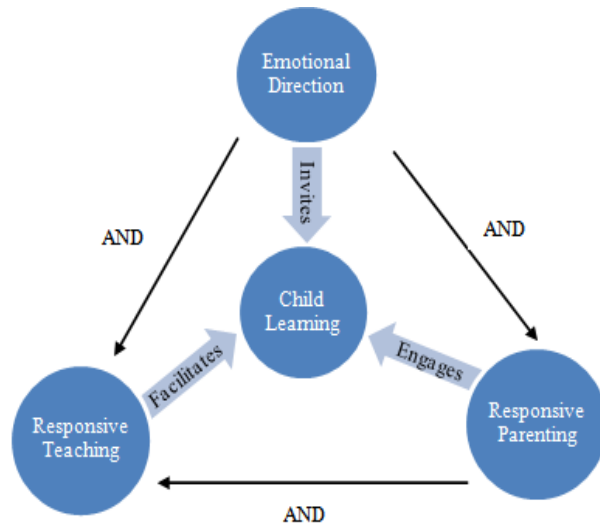 Emotional
Direction
Invites
AND
AND
Child
Learning
Facilitates
Engages
Responsive
Teaching
Responsive
Parenting
AND